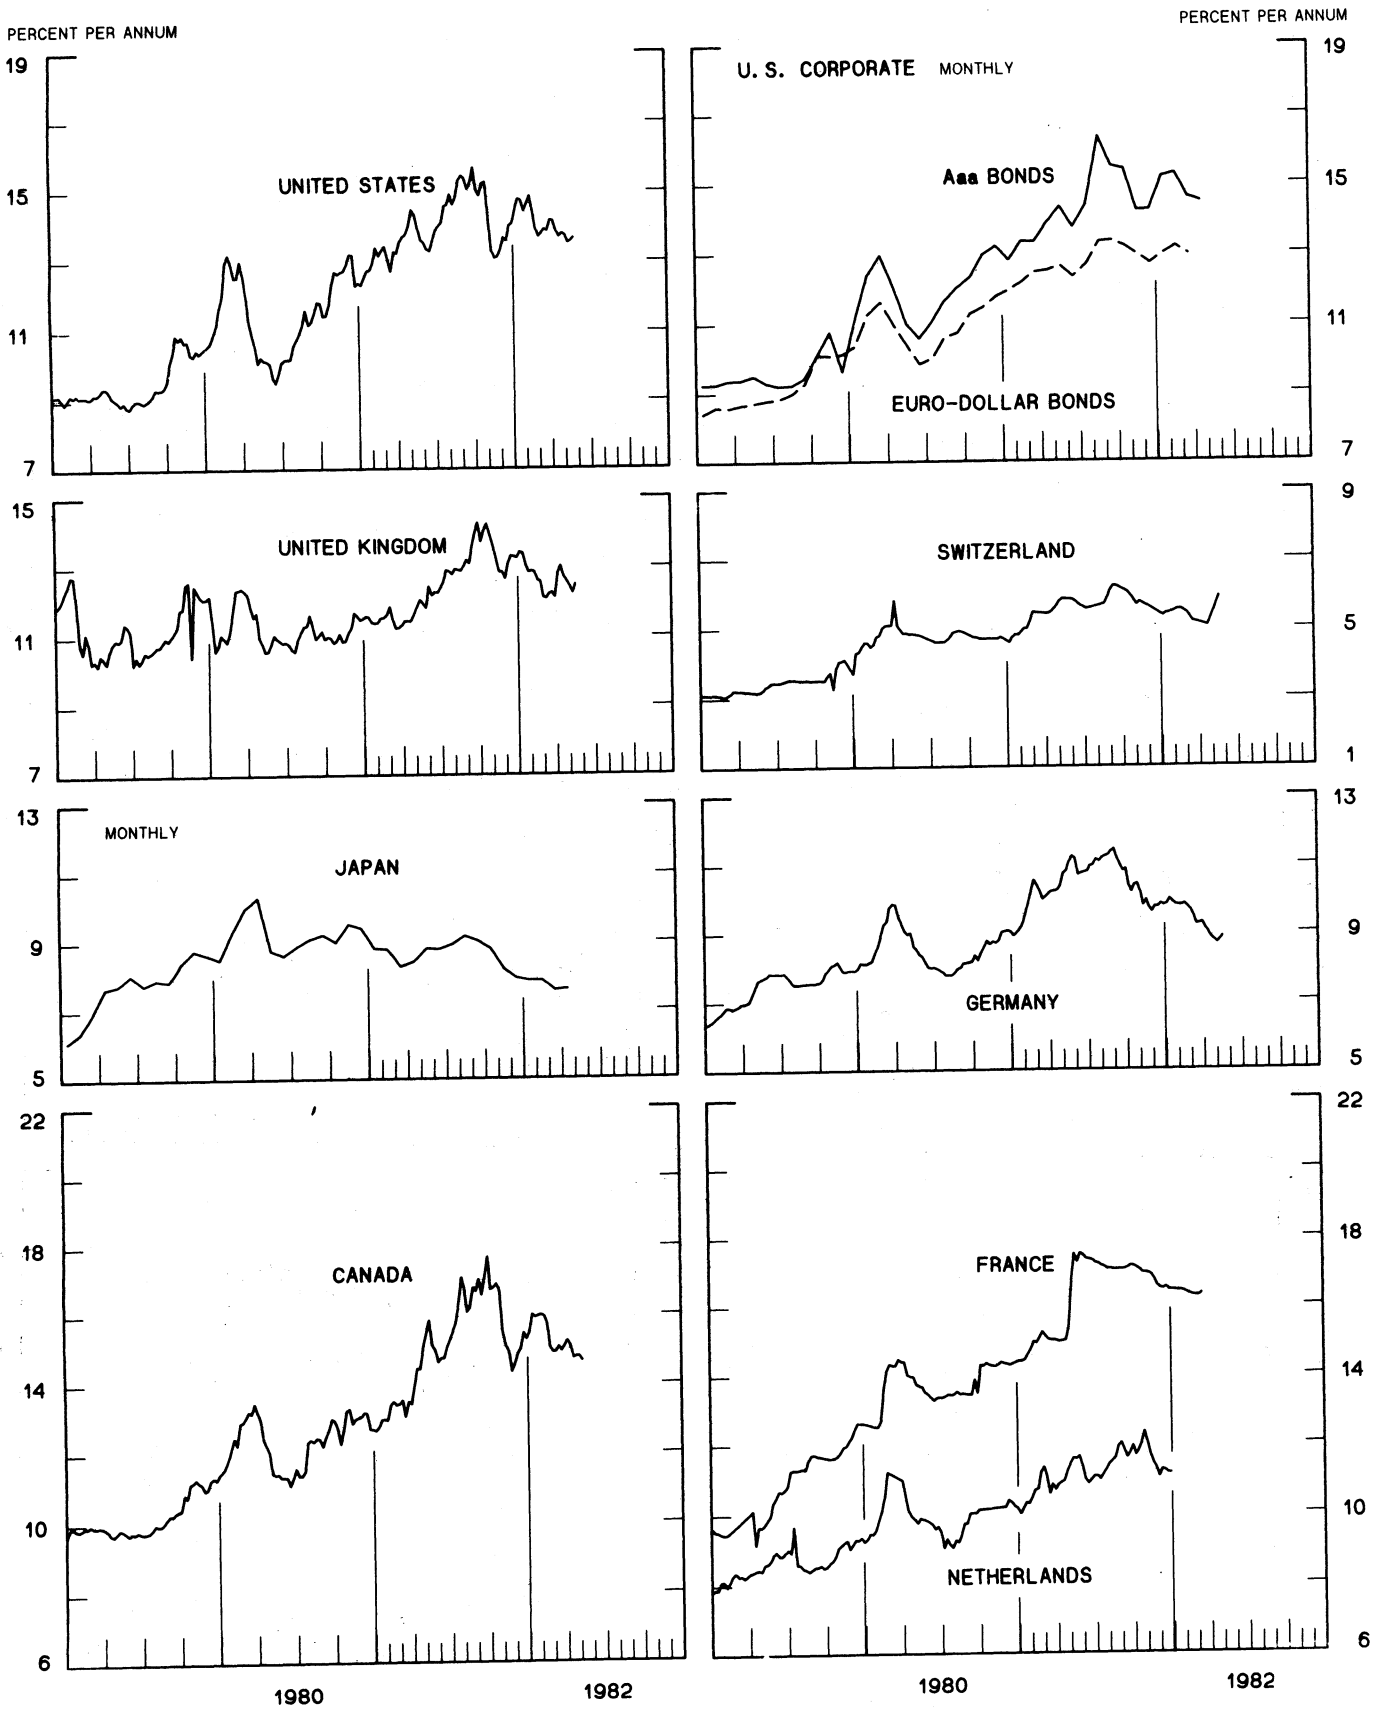 PERCENT PER ANNUM
19
15
11
7
UNITED STATES
PERCENT PER ANNUM
U. S. CORPORATE MONTHLY
Aaa BONDS
EURO-DOLLAR BONDS
19
15
11
7
15
11
7
UNITED KINGDOM
SWITZERLAND
9
5
1
13
9
5
MONTHLY
JAPAN
GERMANY
13
9
5
22
18
14
10
6
CANADA
1980
1982
FRANCE
NETHERLANDS
22
18
14
10
6
1980
1982